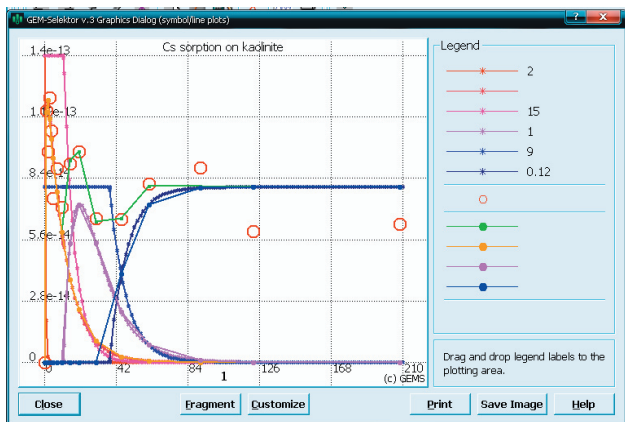 GEM-Selektor v.3 Graphics Dialog (symbol/line plots)
Cs sorption on kaolinite
1.4e-13
8.4e-14
5.6e-14
2.8e-14
0
0 42 84 126 168 210
1
(c) GEMS
Legend
2
15
1
9
0.12
Drag and drop legend labels to the
plotting area.
Close Fragment Customize Print Save Image Help